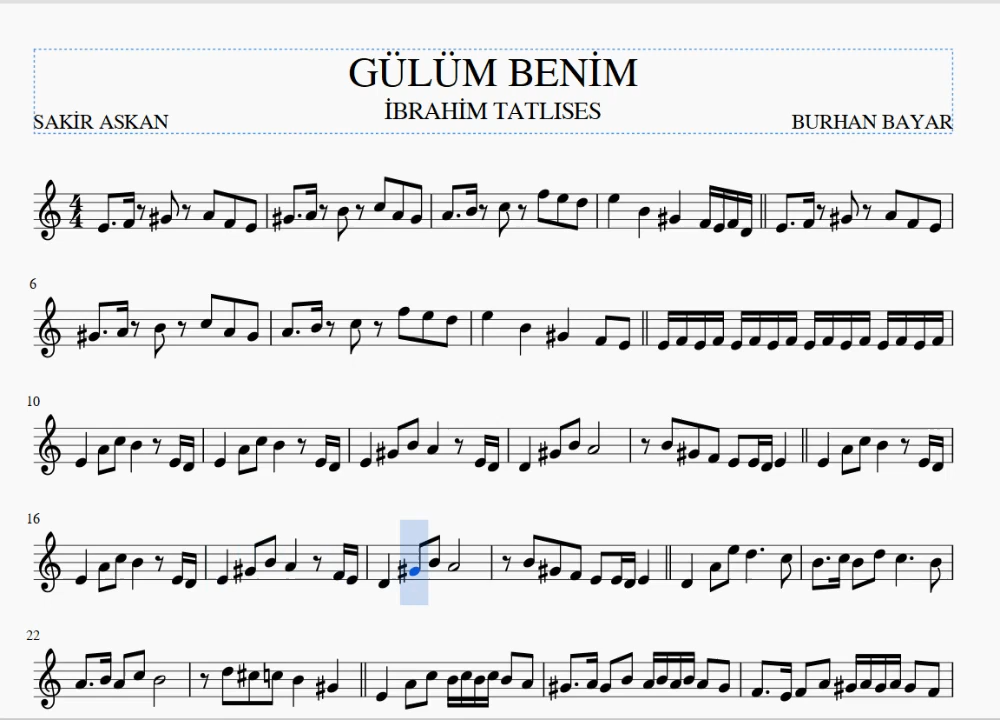 GÜLÜM BENİM
İBRAHİM TATLISES
SAKİR ASKAN
BURHAN BAYAR
4
4
6
10
16
22